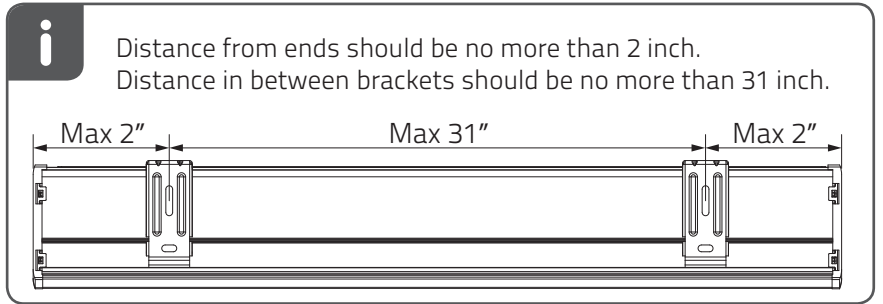 i
Distance from ends should be no more than 2 inch.
Distance in between brackets should be no more than 31 inch.
Max 2″ Max 31″ Max 2″